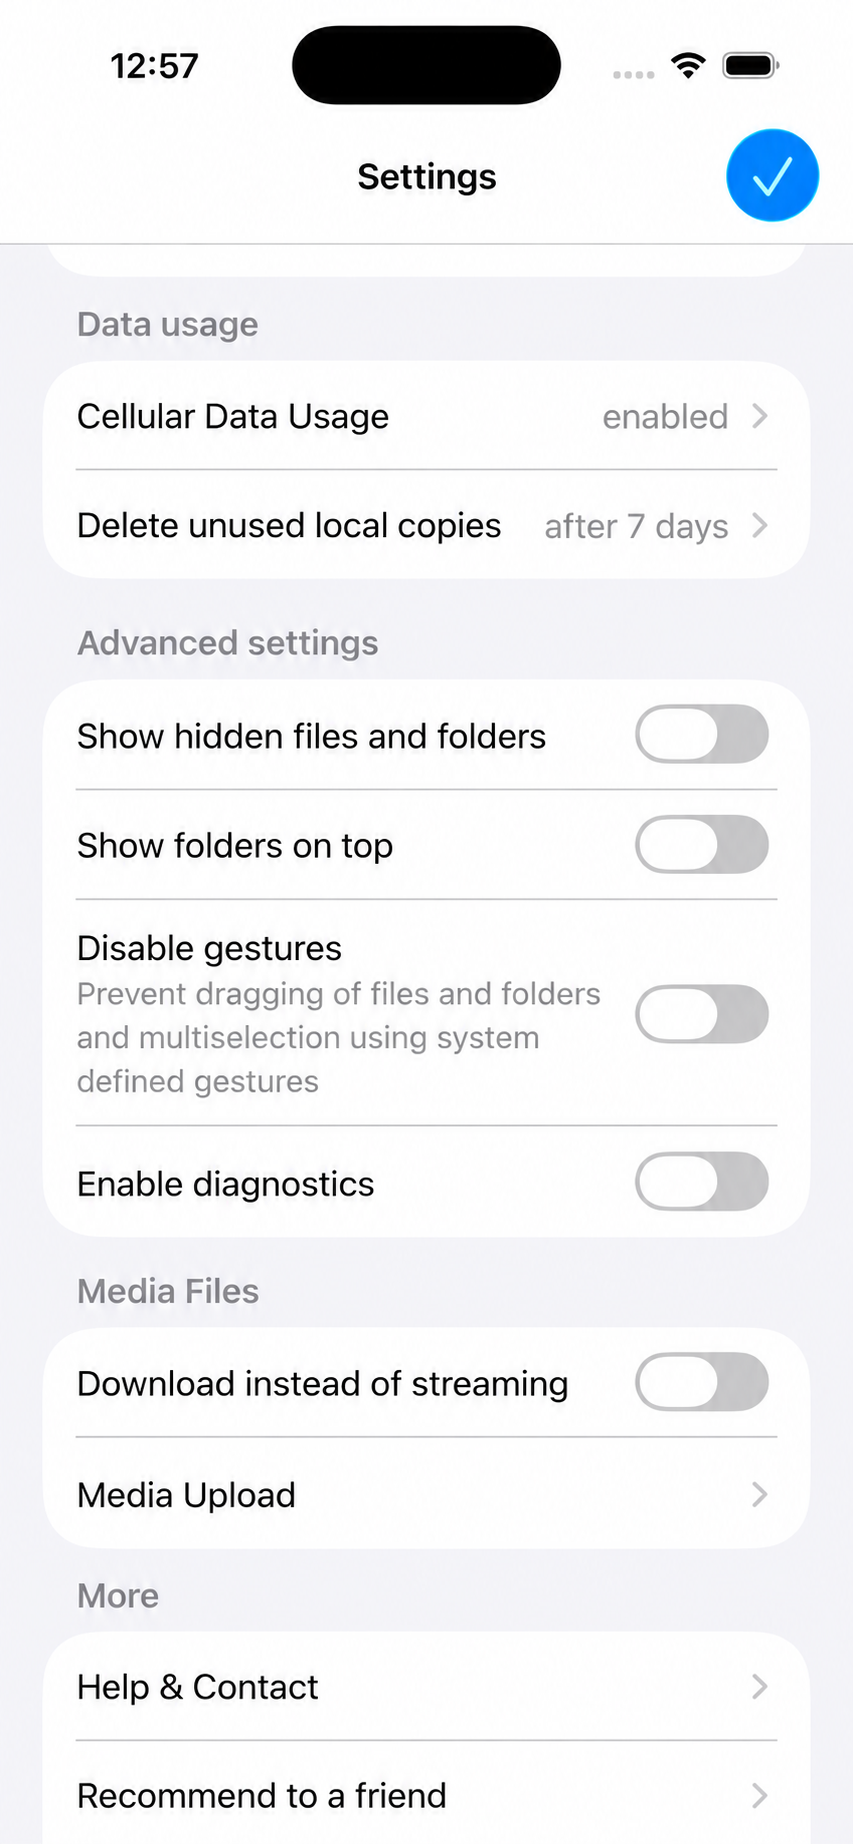 12:57
Settings
Data usage
Cellular Data Usage enabled
Delete unused local copies after 7 days
Advanced settings
Show hidden files and folders
Show folders on top
Disable gestures
Prevent dragging of files and folders
and multiselection using system
defined gestures
Enable diagnostics
Media Files
Download instead of streaming
Media Upload
More
Help & Contact
Recommend to a friend